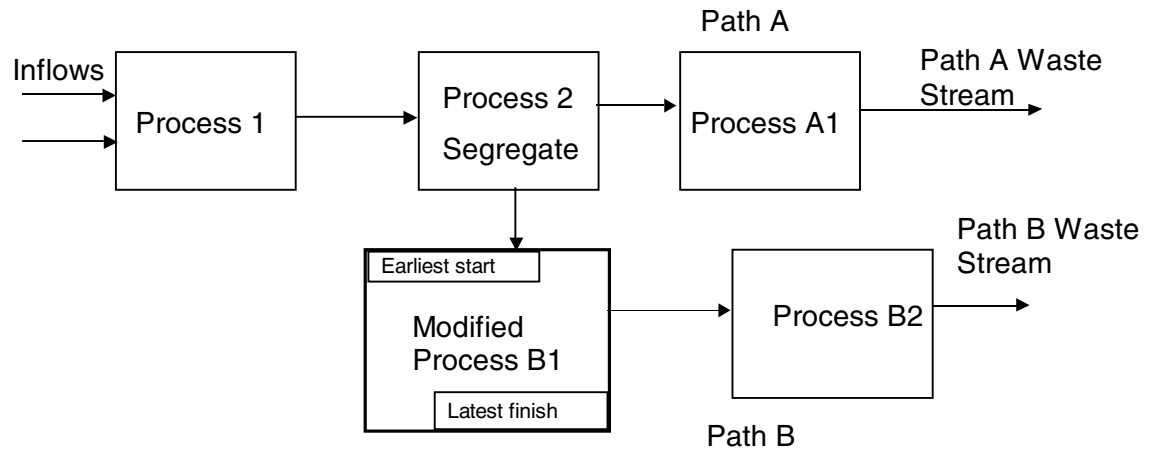 Path A
Inflows
Process 1
Process 2
Segregate
Process A1
Path A Waste
Stream
Earliest start
Modified
Process B1
Latest finish
Process B2
Path B Waste
Stream
Path B